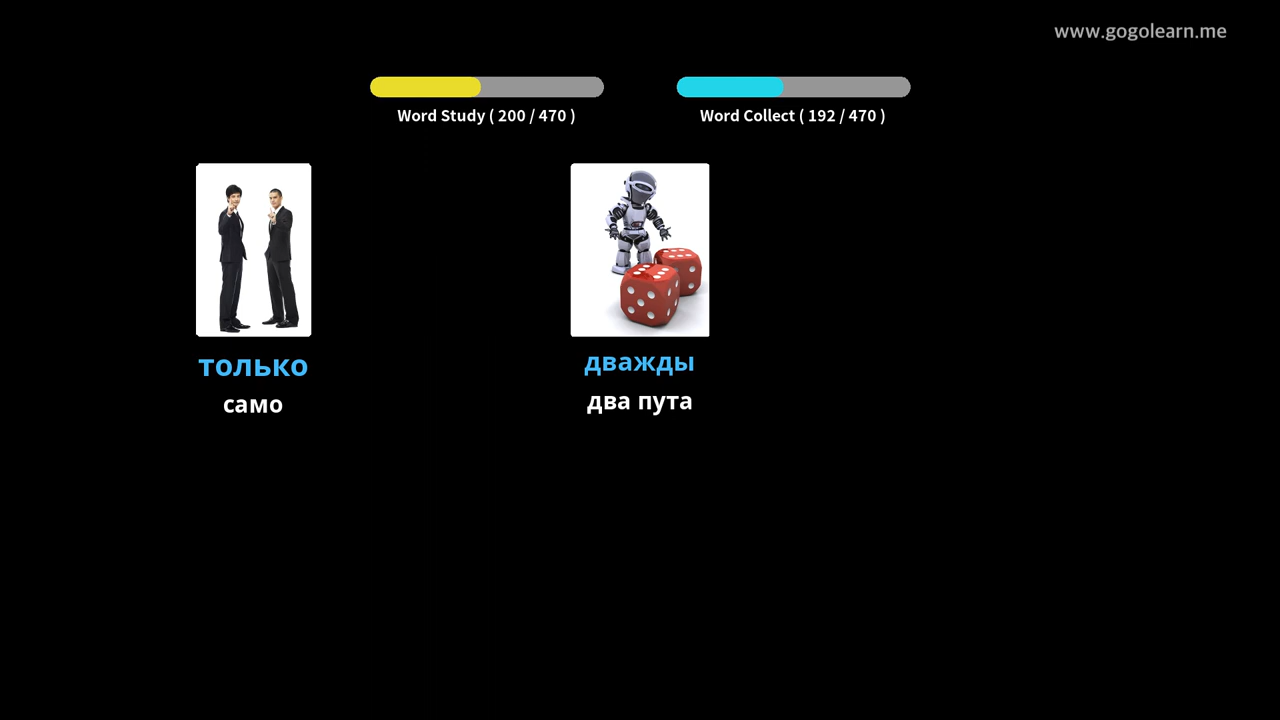 www.gogolearn.me
Word Study ( 200 / 470 )
Word Collect ( 192 / 470 )
только
само
дважды
два пута